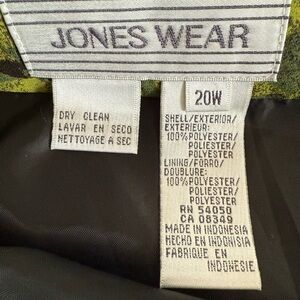 JONES WEAR
DRY CLEAN
LAVAR EN SECO
NETTOYAGE A SEC
20W
SHELL/EXTERIOR/
EXTERIEUR:
100%POLYESTER/
POLIESTER/
POLYESTER
LINING/FORRO/
DOUBLURE:
100%POLYESTER/
POLIESTER/
POLYESTER
RN 54050
CA 08349
MADE IN INDONESIA
HECHO EN INDONISIA
FABRIQUE EN
INDONESIE